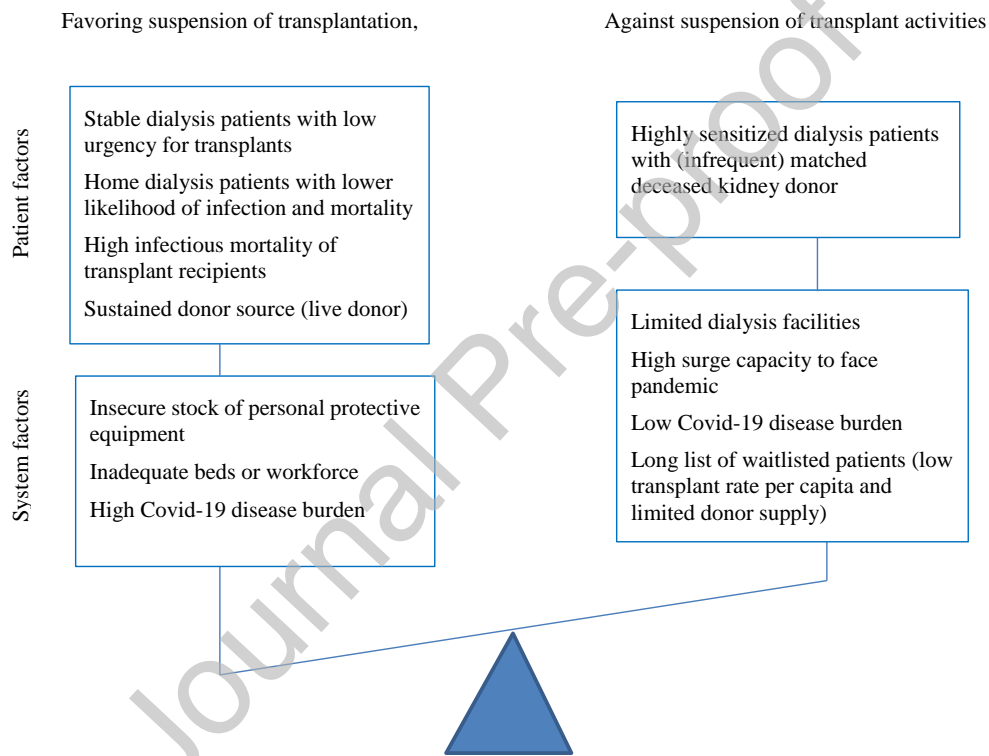 Favoring suspension of transplantation,
Against suspension of transplant activities
Patient factors
Stable dialysis patients with low
urgency for transplants
Home dialysis patients with lower
likelihood of infection and mortality
High infectious mortality of
transplant recipients
Sustained donor source (live donor)
Highly sensitized dialysis patients
with (infrequent) matched
deceased kidney donor
System factors
Insecure stock of personal protective
equipment
Inadequate beds or workforce
High Covid-19 disease burden
Limited dialysis facilities
High surge capacity to face
pandemic
Low Covid-19 disease burden
Long list of waitlisted patients (low
transplant rate per capita and
limited donor supply)
Journal Pre-proof